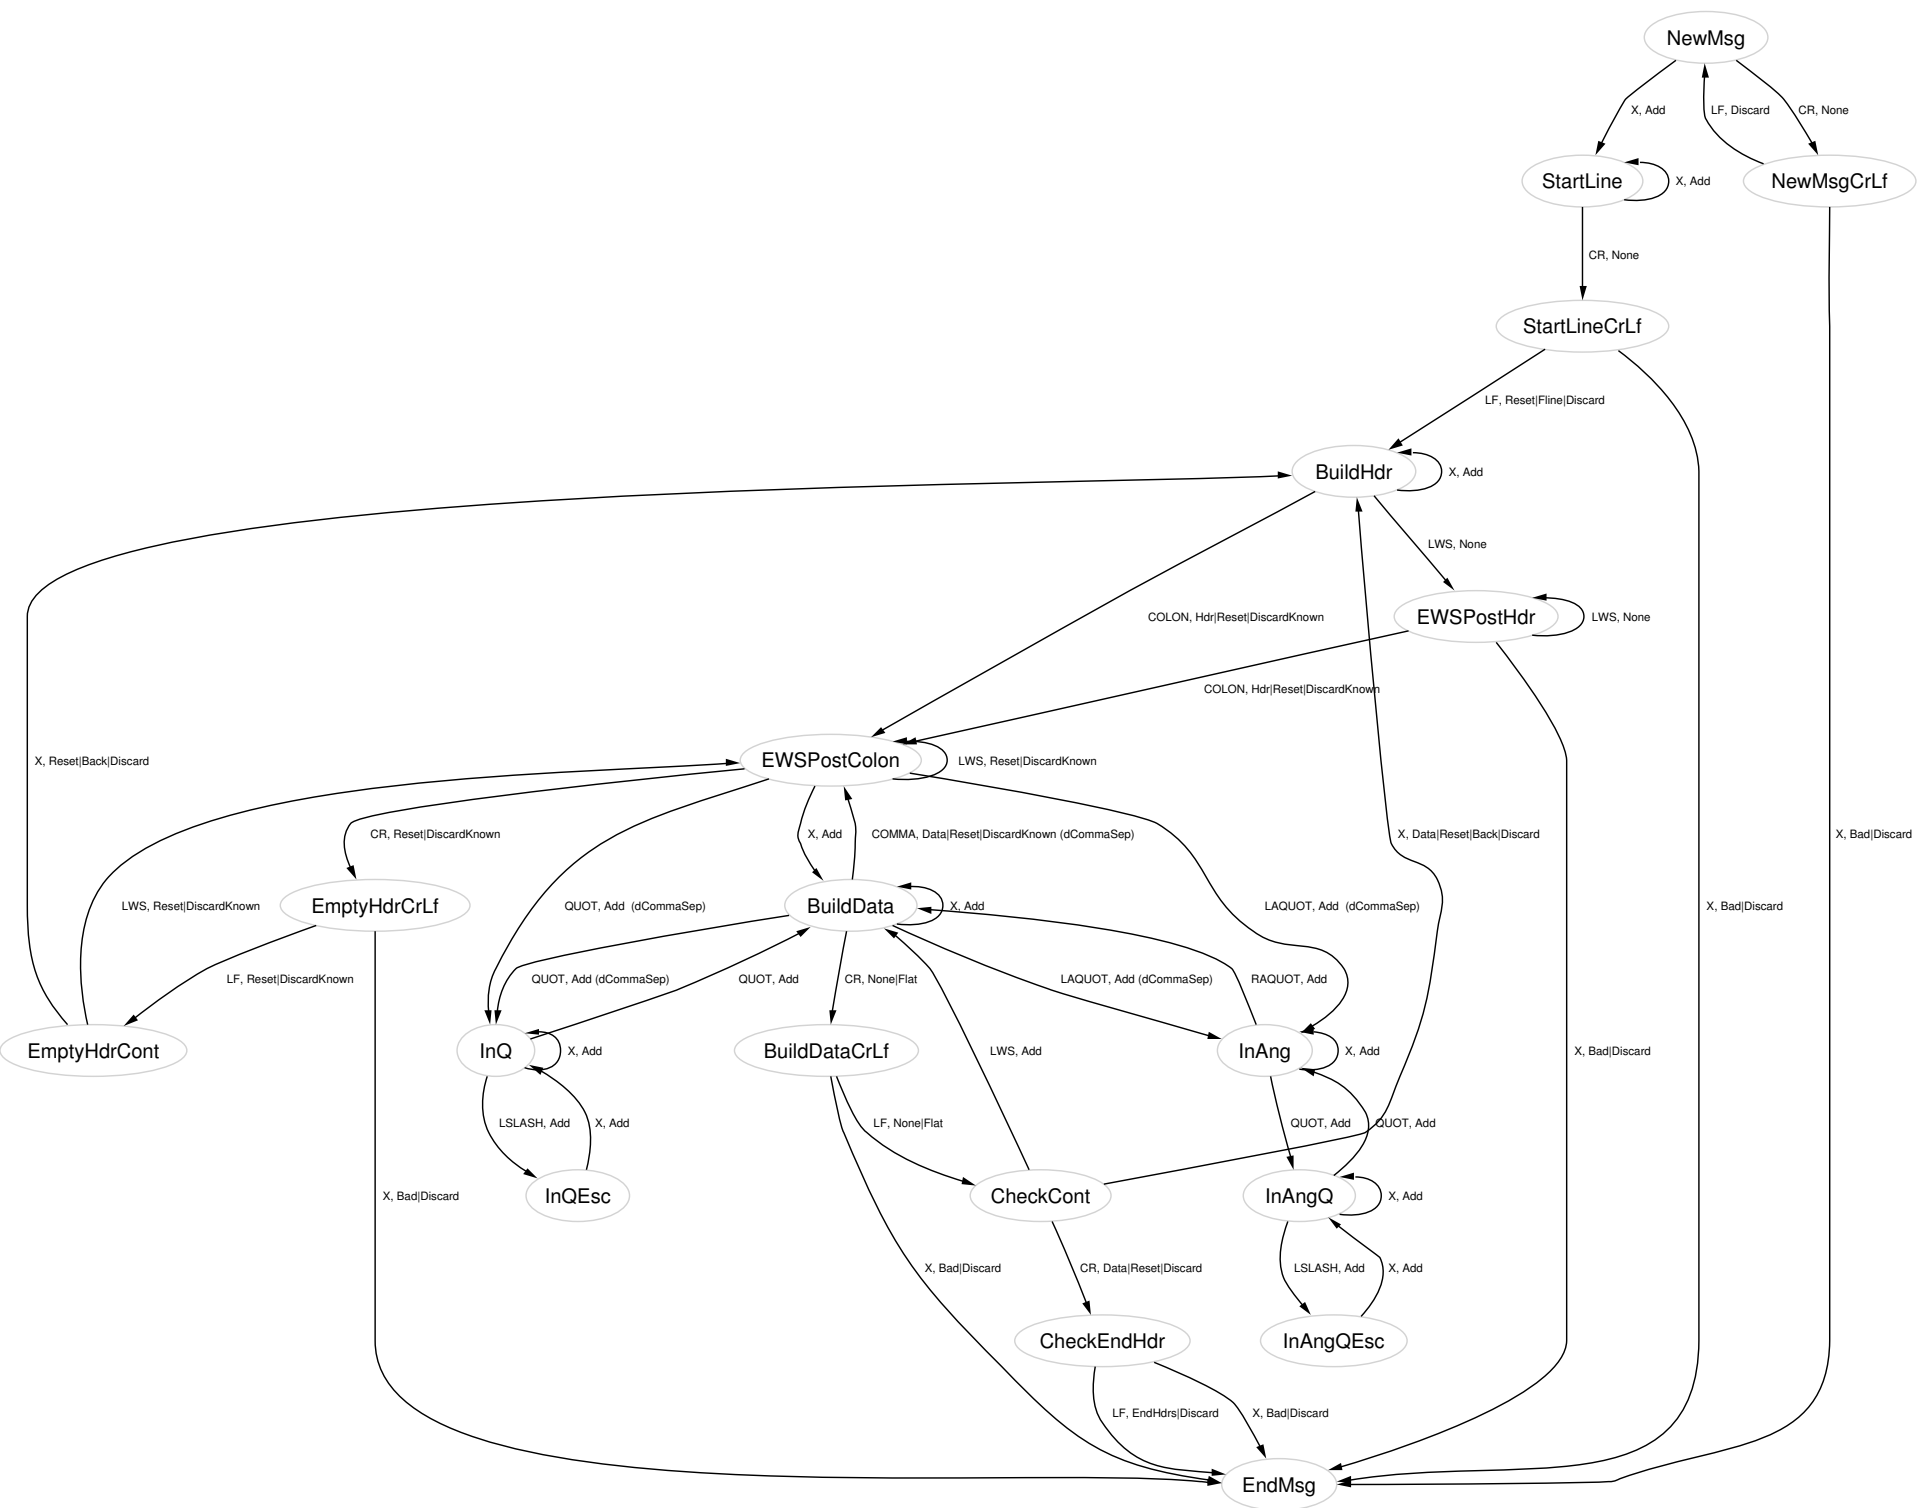 NewMsg
X, Add
LF, Discard
CR, None
StartLine
X, Add
NewMsgCrLf
CR, None
StartLineCrLf
LF, Reset|Fline|Discard
BuildHdr
X, Add
LWS, None
COLON, Hdr|Reset|DiscardKnown
EWSPostHdr
LWS, None
COLON, Hdr|Reset|DiscardKnown
X, Reset|Back|Discard
EWSPostColon
LWS, Reset|DiscardKnown
CR, Reset|DiscardKnown
X, Add
COMMA, Data|Reset|DiscardKnown (dCommaSep)
X, Data|Reset|Back|Discard
X, Bad|Discard
LWS, Reset|DiscardKnown
EmptyHdrCrLf
QUOT, Add  (dCommaSep)
BuildData
X, Add
LAQUOT, Add  (dCommaSep)
X, Bad|Discard
LF, Reset|DiscardKnown
QUOT, Add (dCommaSep)
QUOT, Add
CR, None|Flat
LAQUOT, Add (dCommaSep)
RAQUOT, Add
EmptyHdrCont
InQ
X, Add
BuildDataCrLf
LWS, Add
InAng
X, Add
X, Bad|Discard
LSLASH, Add
X, Add
LF, None|Flat
QUOT, Add
QUOT, Add
X, Bad|Discard
InQEsc
CheckCont
InAngQ
X, Add
X, Bad|Discard
CR, Data|Reset|Discard
LSLASH, Add
X, Add
CheckEndHdr
InAngQEsc
LF, EndHdrs|Discard
X, Bad|Discard
EndMsg